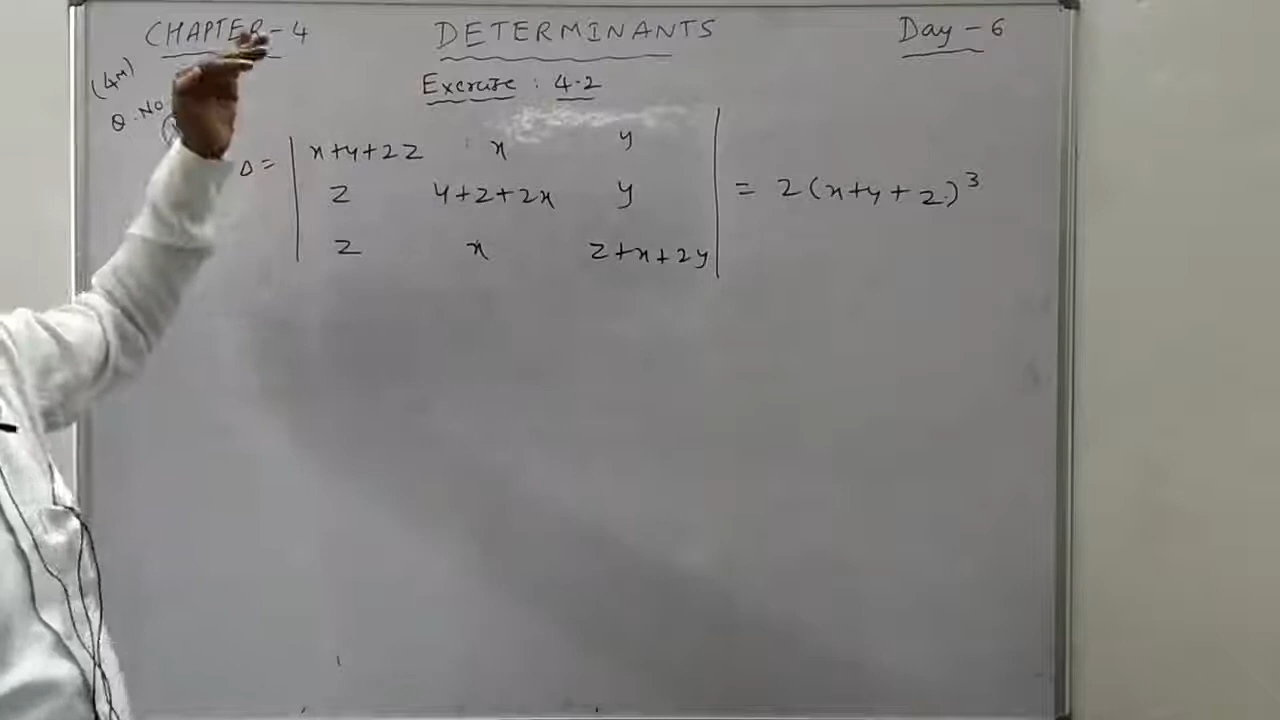 CHAPTER-4 DETERMINANTS Day-6
(4M) Exercise : 4.2
Q.No
Δ = | x+y+2z x y |
| z y+z+2x y | = 2(x+y+z)³
| z x z+x+2y |